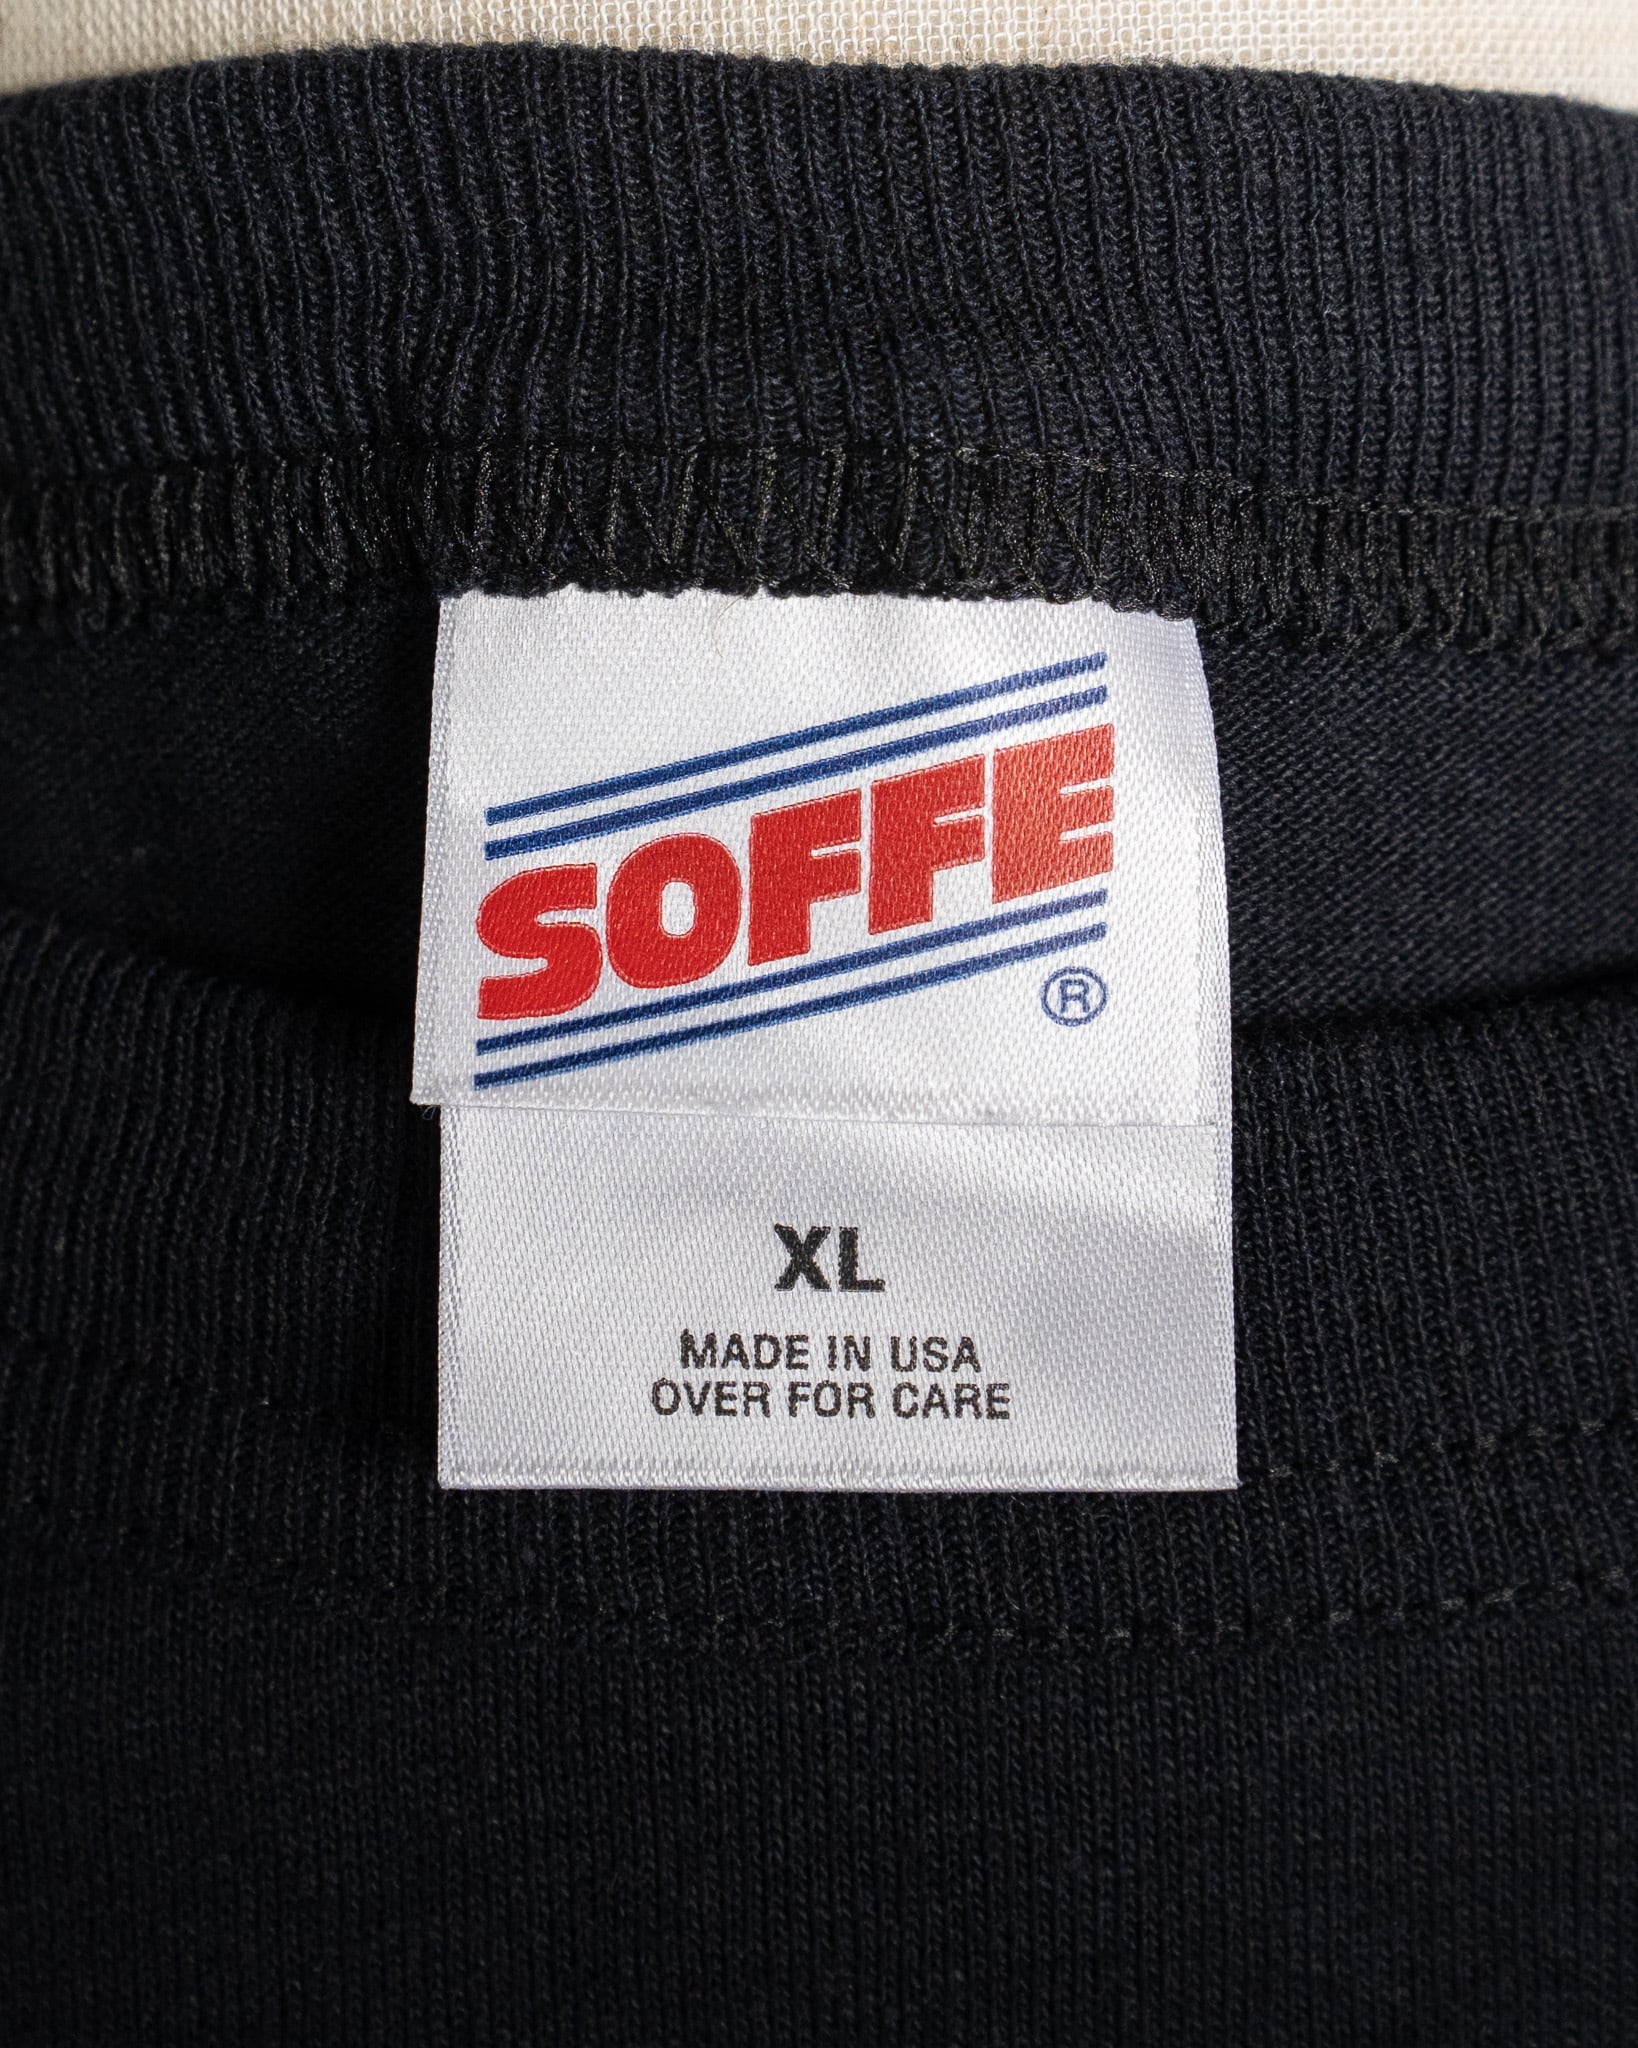 SOFFE
®
XL
MADE IN USA
OVER FOR CARE